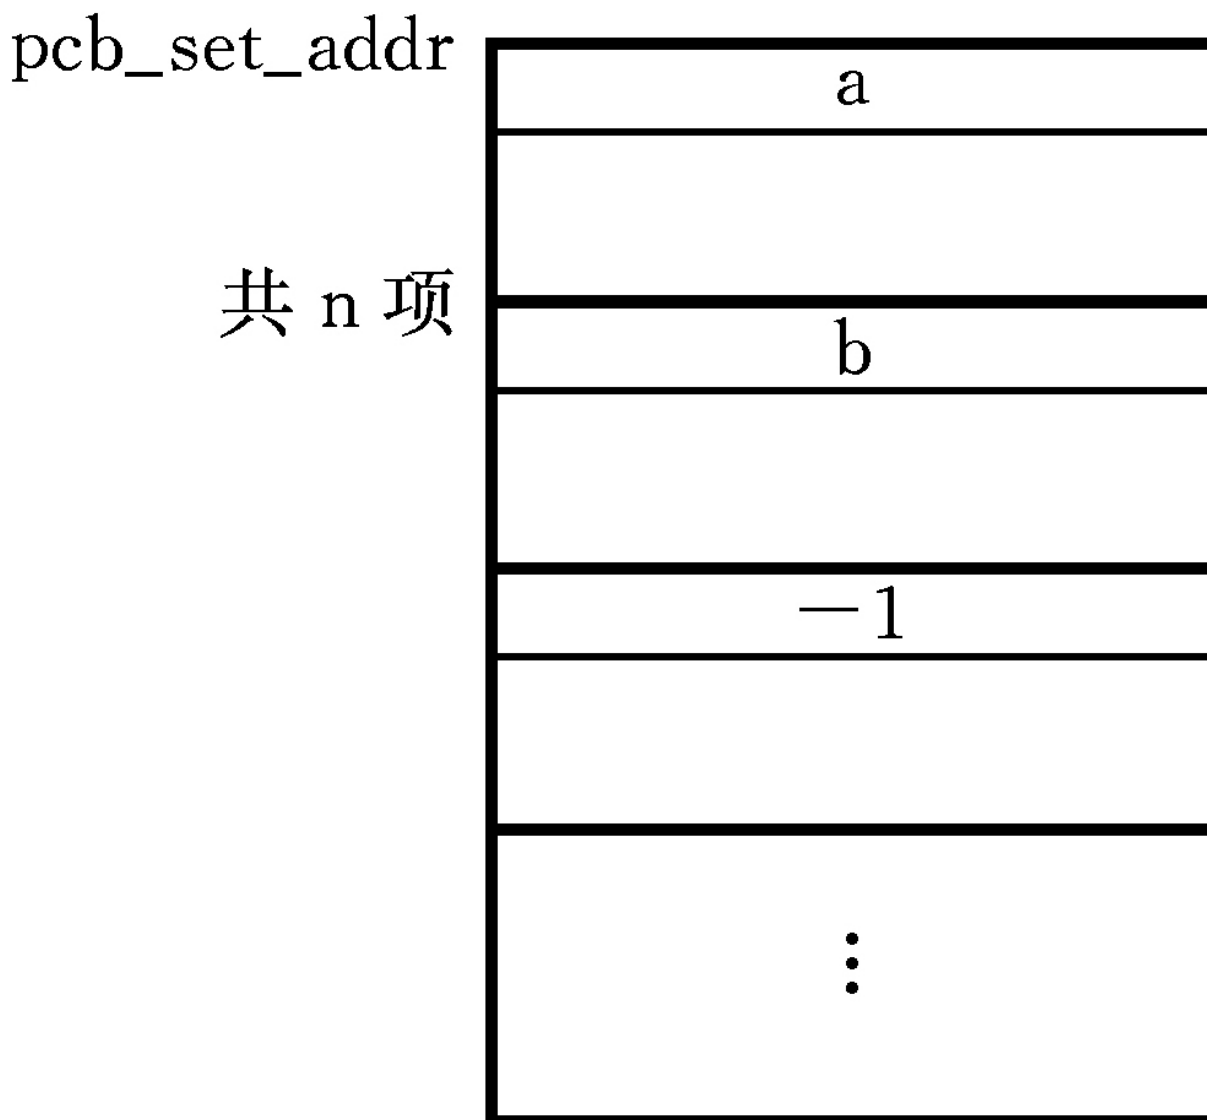 pcb_set_addr
a
共 n 项
b
—1
⋮